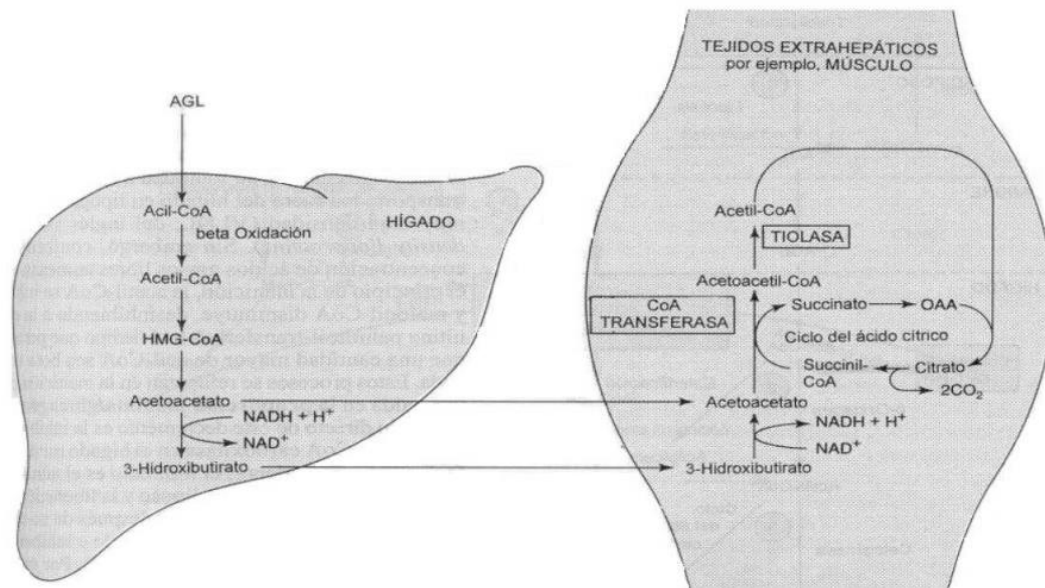 TEJIDOS EXTRAHEPÁTICOS
por ejemplo, MÚSCULO
AGL
Acil-CoA
beta Oxidación
HÍGADO
Acetil-CoA
HMG-CoA
Acetoacetato
NADH + H⁺
NAD⁺
3-Hidroxibutirato
Acetil-CoA
TIOLASA
Acetoacetil-CoA
CoA
TRANSFERASA
Succinato
OAA
Ciclo del ácido cítrico
Succinil-
CoA
Citrato
2CO₂
Acetoacetato
NADH + H⁺
NAD⁺
3-Hidroxibutirato